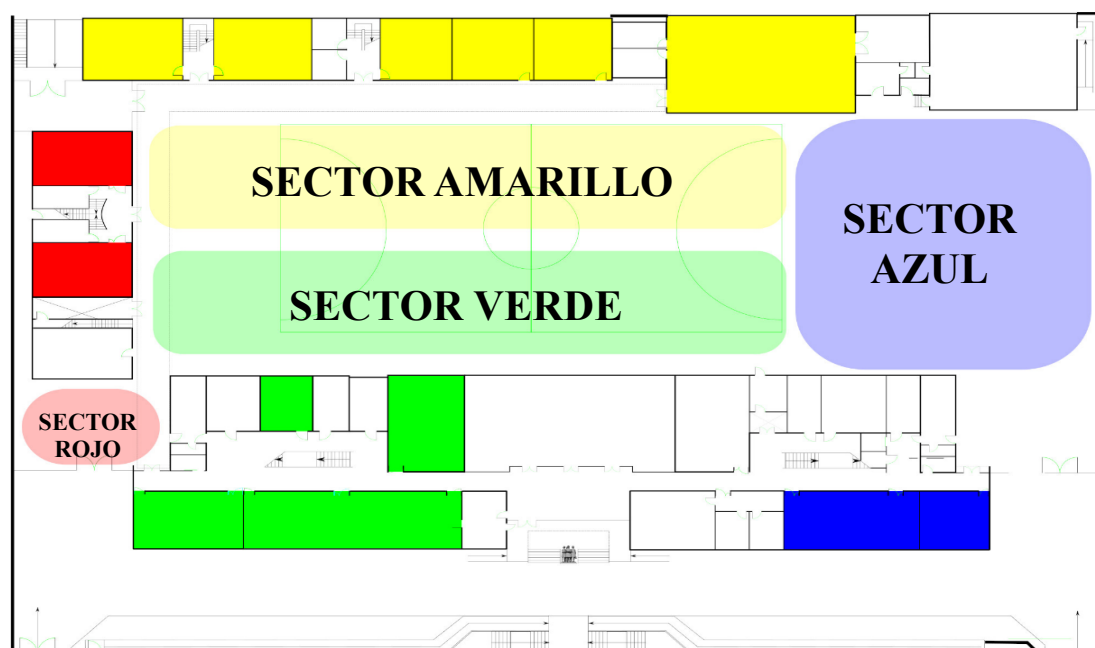 SECTOR AMARILLO
SECTOR
AZUL
SECTOR VERDE
SECTOR
ROJO